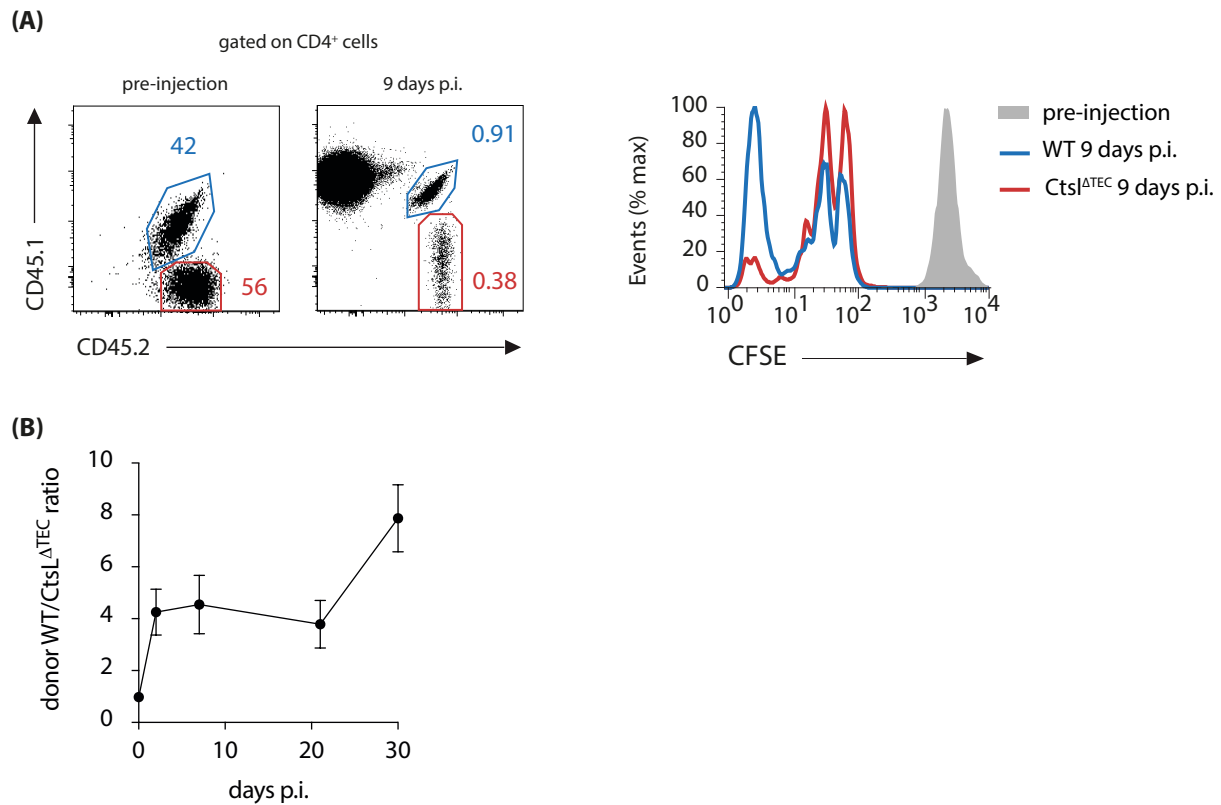 (A)
gated on CD4⁺ cells
pre-injection
9 days p.i.
42
56
0.91
0.38
CD45.1
CD45.2
Events (% max)
100
80
60
40
20
0
10⁰ 10¹ 10² 10³ 10⁴
CFSE
pre-injection
WT 9 days p.i.
Ctsl^ΔTEC 9 days p.i.
(B)
donor WT/CtsL^ΔTEC ratio
10
8
6
4
2
0
0 10 20 30
days p.i.